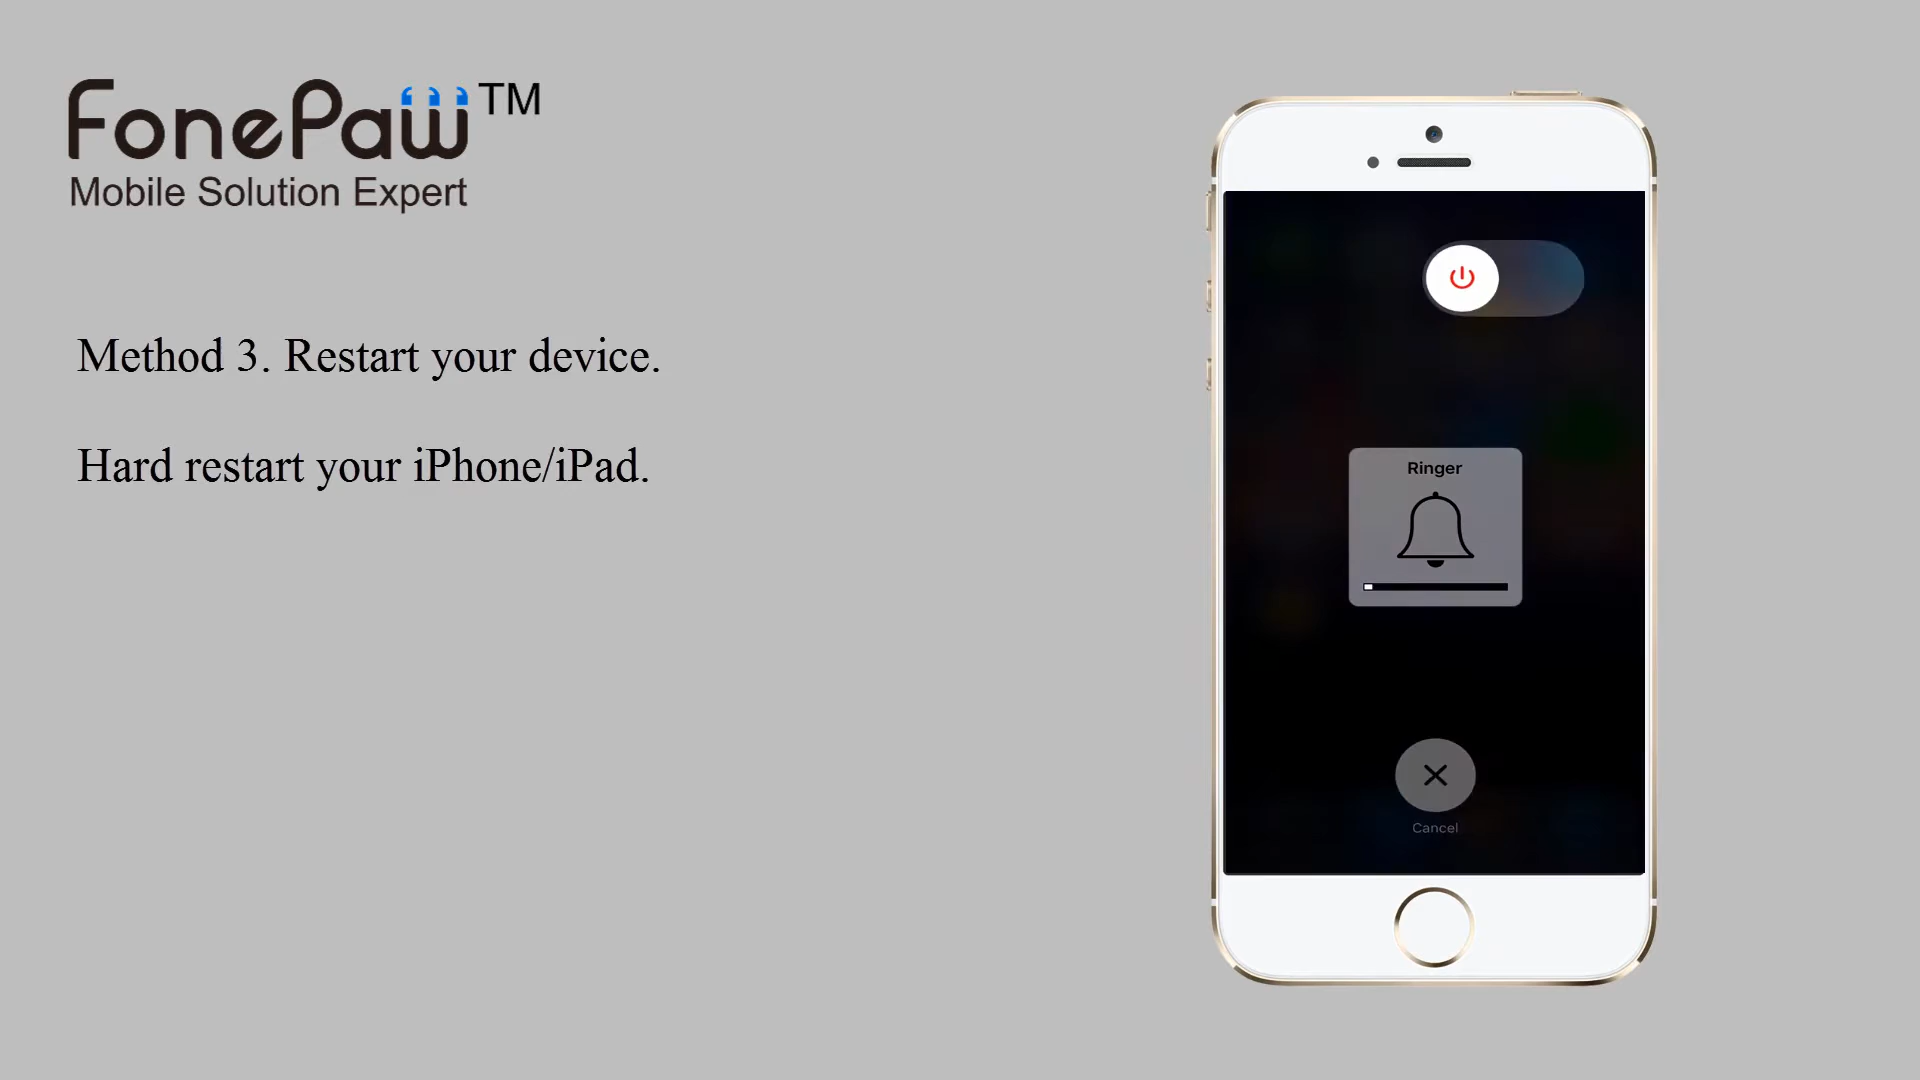 FonePaw™
Mobile Solution Expert
Method 3. Restart your device.
Hard restart your iPhone/iPad.
Ringer
Cancel